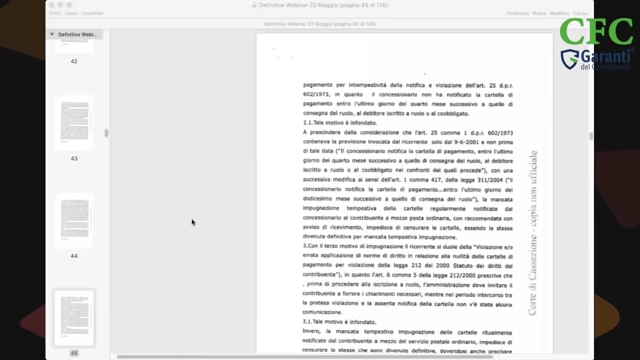 Definitivo Webinar 22 Maggio (pagina 45 di 136)
Definitivo Webinar 22 Maggio (pagina 45 di 136)
Definitivo Webi...
42
43
44
45
CFC
Garanti
del Contribuente
pagamento per intempestività della notifica e violazione dell'art. 25 d.p.r.
602/1973, in quanto il concessionario non ha notificato la cartella di
pagamento entro l'ultimo giorno del quarto mese successivo a quello di
consegna del ruolo, al debitore iscritto a ruolo o al coobbligato.
2.1.Tale motivo è infondato.
A prescindere dalla considerazione che l'art. 25 comma 1 d.p.r. 602/1973
conteneva la previsione invocata dal ricorrente solo dal 9-6-2001 e non prima
di tale data ("Il concessionario notifica la cartella di pagamento, entro l'ultimo
giorno del quarto mese successivo a quello di consegna del ruolo, al debitore
iscritto a ruolo o al coobbligato nei confronti dei quali procede"), con una
successiva modifica ai sensi dell'art. 1 comma 417, della legge 311/2004 ("Il
concessionario notifica la cartella di pagamento...entro l'ultimo giorno del
dodicesimo mese successivo a quello di consegna del ruolo"), la mancata
impugnazione tempestiva delle cartelle regolarmente notificate dal
concessionario al contribuente a mezzo posta ordinaria, con raccomandata con
avviso di ricevimento, impedisce di censurare le cartelle, essendo le stesse
divenute definitive per mancata tempestiva impugnazione.
3.Con il terzo motivo di impugnazione il ricorrente si duole della "Violazione e/o
errata applicazione di norme di diritto in relazione alla nullità delle cartelle di
pagamento per violazione della legge 212 del 2000 Statuto dei diritti del
contribuente"), in quanto l'art. 6 comma 5 della legge 212/2000 prescrive che
, prima di procedere alla iscrizione a ruolo, l'amministrazione deve invitare il
contribuente a fornire i chiarimenti necessari, mentre nel periodo intercorso tra
la pretesa violazione e la asserita notifica della cartella non v'è stata alcuna
comunicazione.
3.1.Tale motivo è infondato.
Invero, la mancata tempestiva impugnazione delle cartelle ritualmente
notificate dal contribuente a mezzo del servizio postale ordinario, impedisce di
censurare le stesse che sono divenute definitive, dovendosi anche precisare
Corte di Cassazione - copia non ufficiale